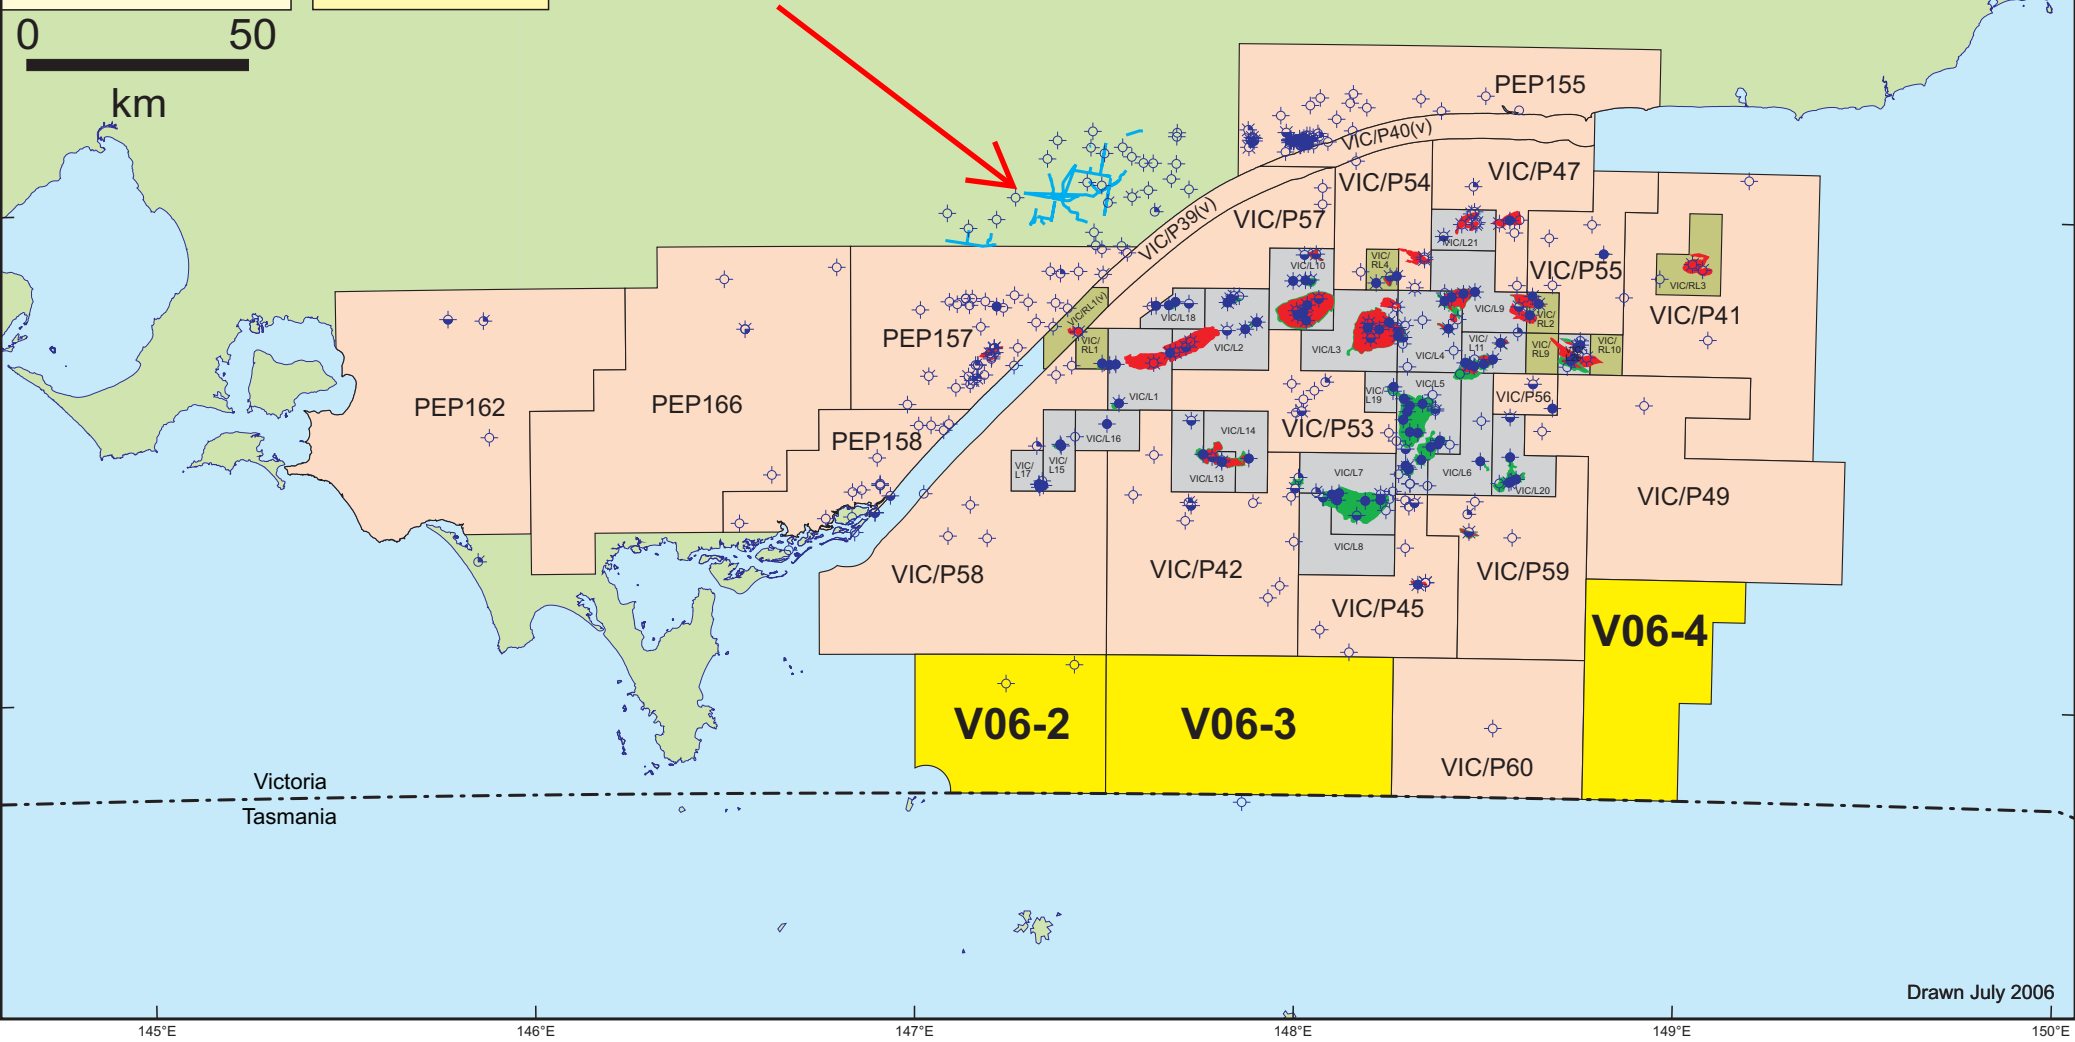 0 50
km
PEP155
VIC/P40(v)
VIC/P47
VIC/P54
VIC/P39(v)
VIC/P57
VIC/L21
VIC/
RL4
VIC/L10
VIC/P55
VIC/RL3
VIC/P41
VIC/RL1(v)
VIC/L18
VIC/L9
VIC/
RL2
PEP157
VIC/
RL1
VIC/L2
VIC/L3
VIC/L4
VIC/
L11
VIC/
RL9
VIC/
RL10
PEP162
PEP166
VIC/L1
VIC/
L19
VIC/L5
VIC/P56
PEP158
VIC/L16
VIC/L14
VIC/P53
VIC/
L17
VIC/
L15
VIC/L13
VIC/L7
VIC/L6
VIC/L20
VIC/P49
VIC/L8
VIC/P58
VIC/P42
VIC/P59
VIC/P45
V06-4
V06-2
V06-3
VIC/P60
Victoria
Tasmania
Drawn July 2006
145°E
146°E
147°E
148°E
149°E
150°E